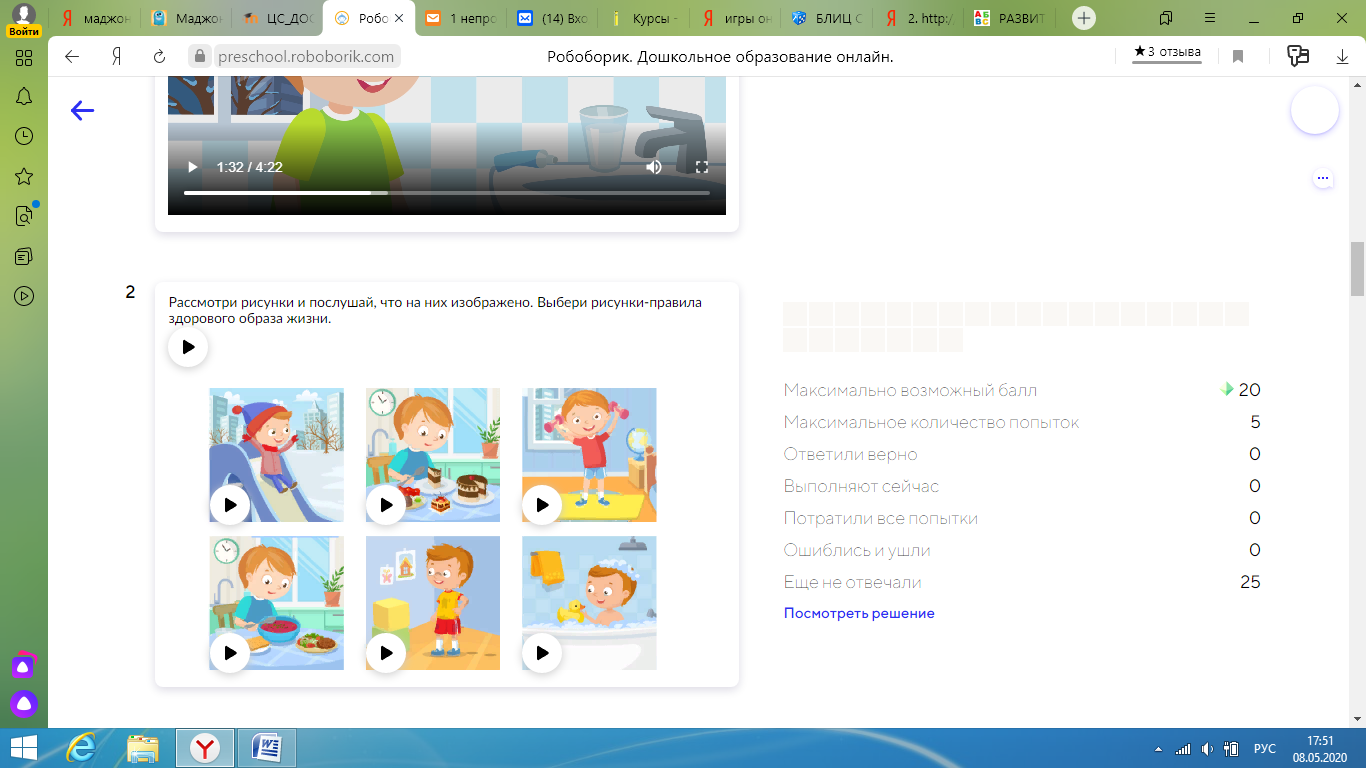 Войти
маджон
Маджон
ЦС_ДОС
Робо
1 непро
(14) Вхо
Курсы -
игры он
БЛИЦ С
2. http:/
РАЗВИТ
preschool.roboborik.com
Робоборик. Дошкольное образование онлайн.
★3 отзыва
1:32 / 4:22
2
Рассмотри рисунки и послушай, что на них изображено. Выбери рисунки-правила
здорового образа жизни.
Максимально возможный балл 20
Максимальное количество попыток 5
Ответили верно 0
Выполняют сейчас 0
Потратили все попытки 0
Ошиблись и ушли 0
Еще не отвечали 25
Посмотреть решение
РУС
17:51
08.05.2020